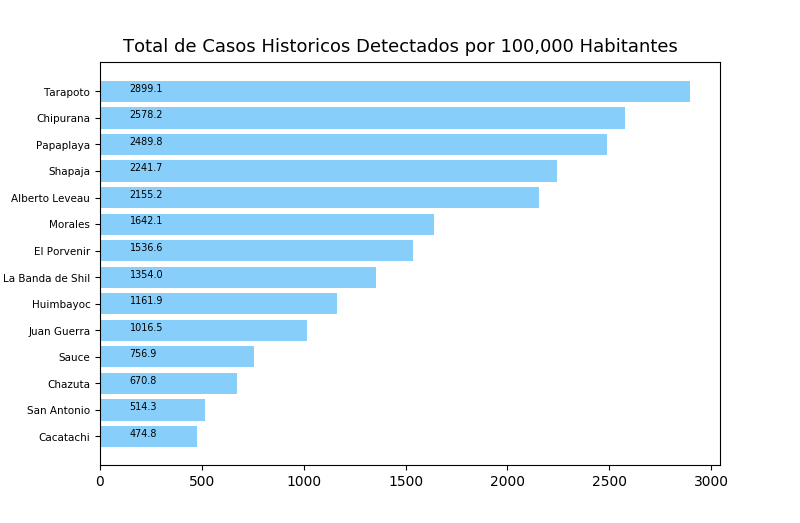 Total de Casos Historicos Detectados por 100,000 Habitantes
Tarapoto 2899.1
Chipurana 2578.2
Papaplaya 2489.8
Shapaja 2241.7
Alberto Leveau 2155.2
Morales 1642.1
El Porvenir 1536.6
La Banda de Shil 1354.0
Huimbayoc 1161.9
Juan Guerra 1016.5
Sauce 756.9
Chazuta 670.8
San Antonio 514.3
Cacatachi 474.8
0 500 1000 1500 2000 2500 3000